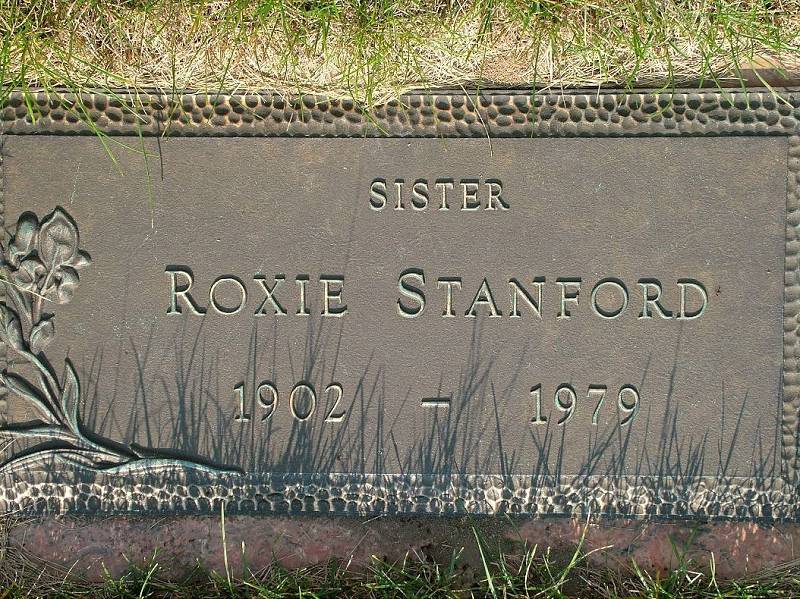 SISTER
ROXIE STANFORD
1902 – 1979